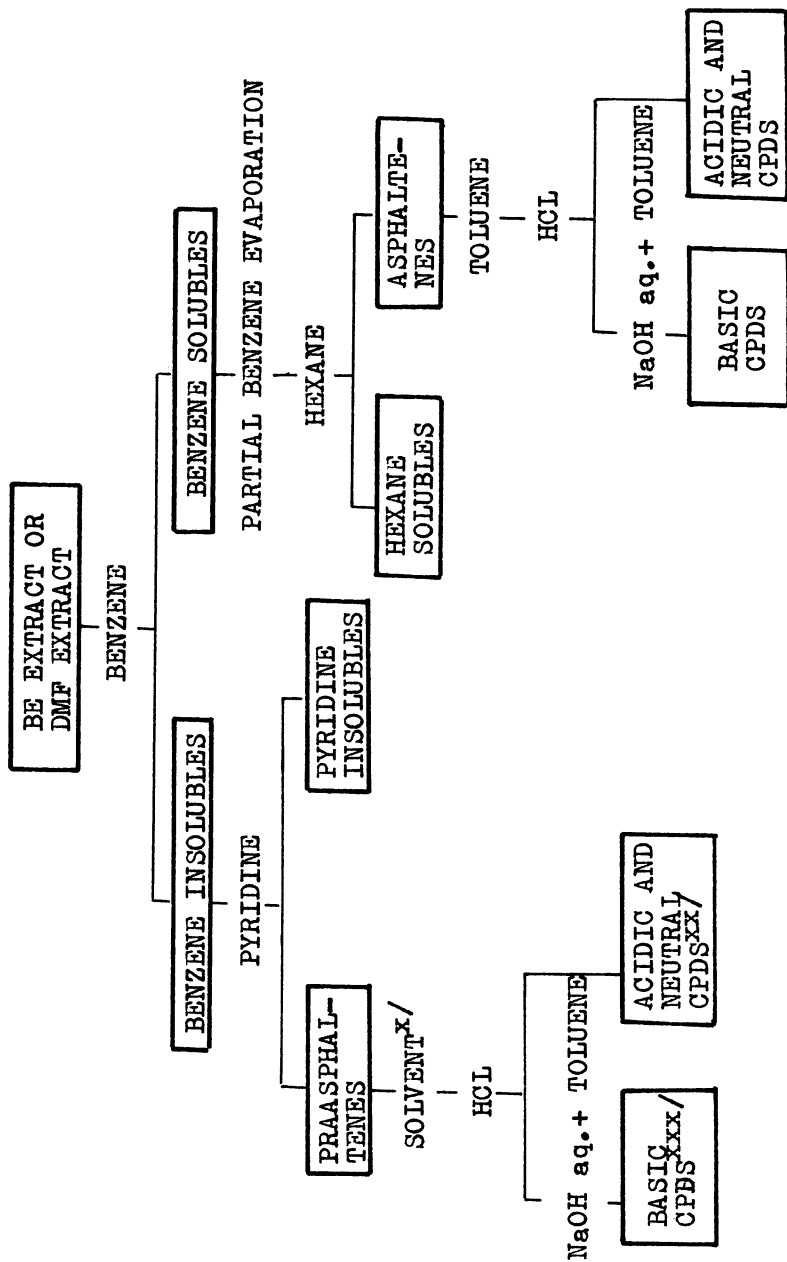 BE EXTRACT OR
DMF EXTRACT
BENZENE
BENZENE INSOLUBLES
BENZENE SOLUBLES
PYRIDINE
PARTIAL BENZENE EVAPORATION
HEXANE
PRAASPHAL-
TENES
PYRIDINE
INSOLUBLES
HEXANE
SOLUBLES
ASPHALTE-
NES
SOLVENTx/
HCL
TOLUENE
HCL
NaOH aq.+ TOLUENE
NaOH aq.+ TOLUENE
BASIC
CPDSxxx/
ACIDIC AND
NEUTRAL
CPDSxx/
BASIC
CPDS
ACIDIC AND
NEUTRAL
CPDS